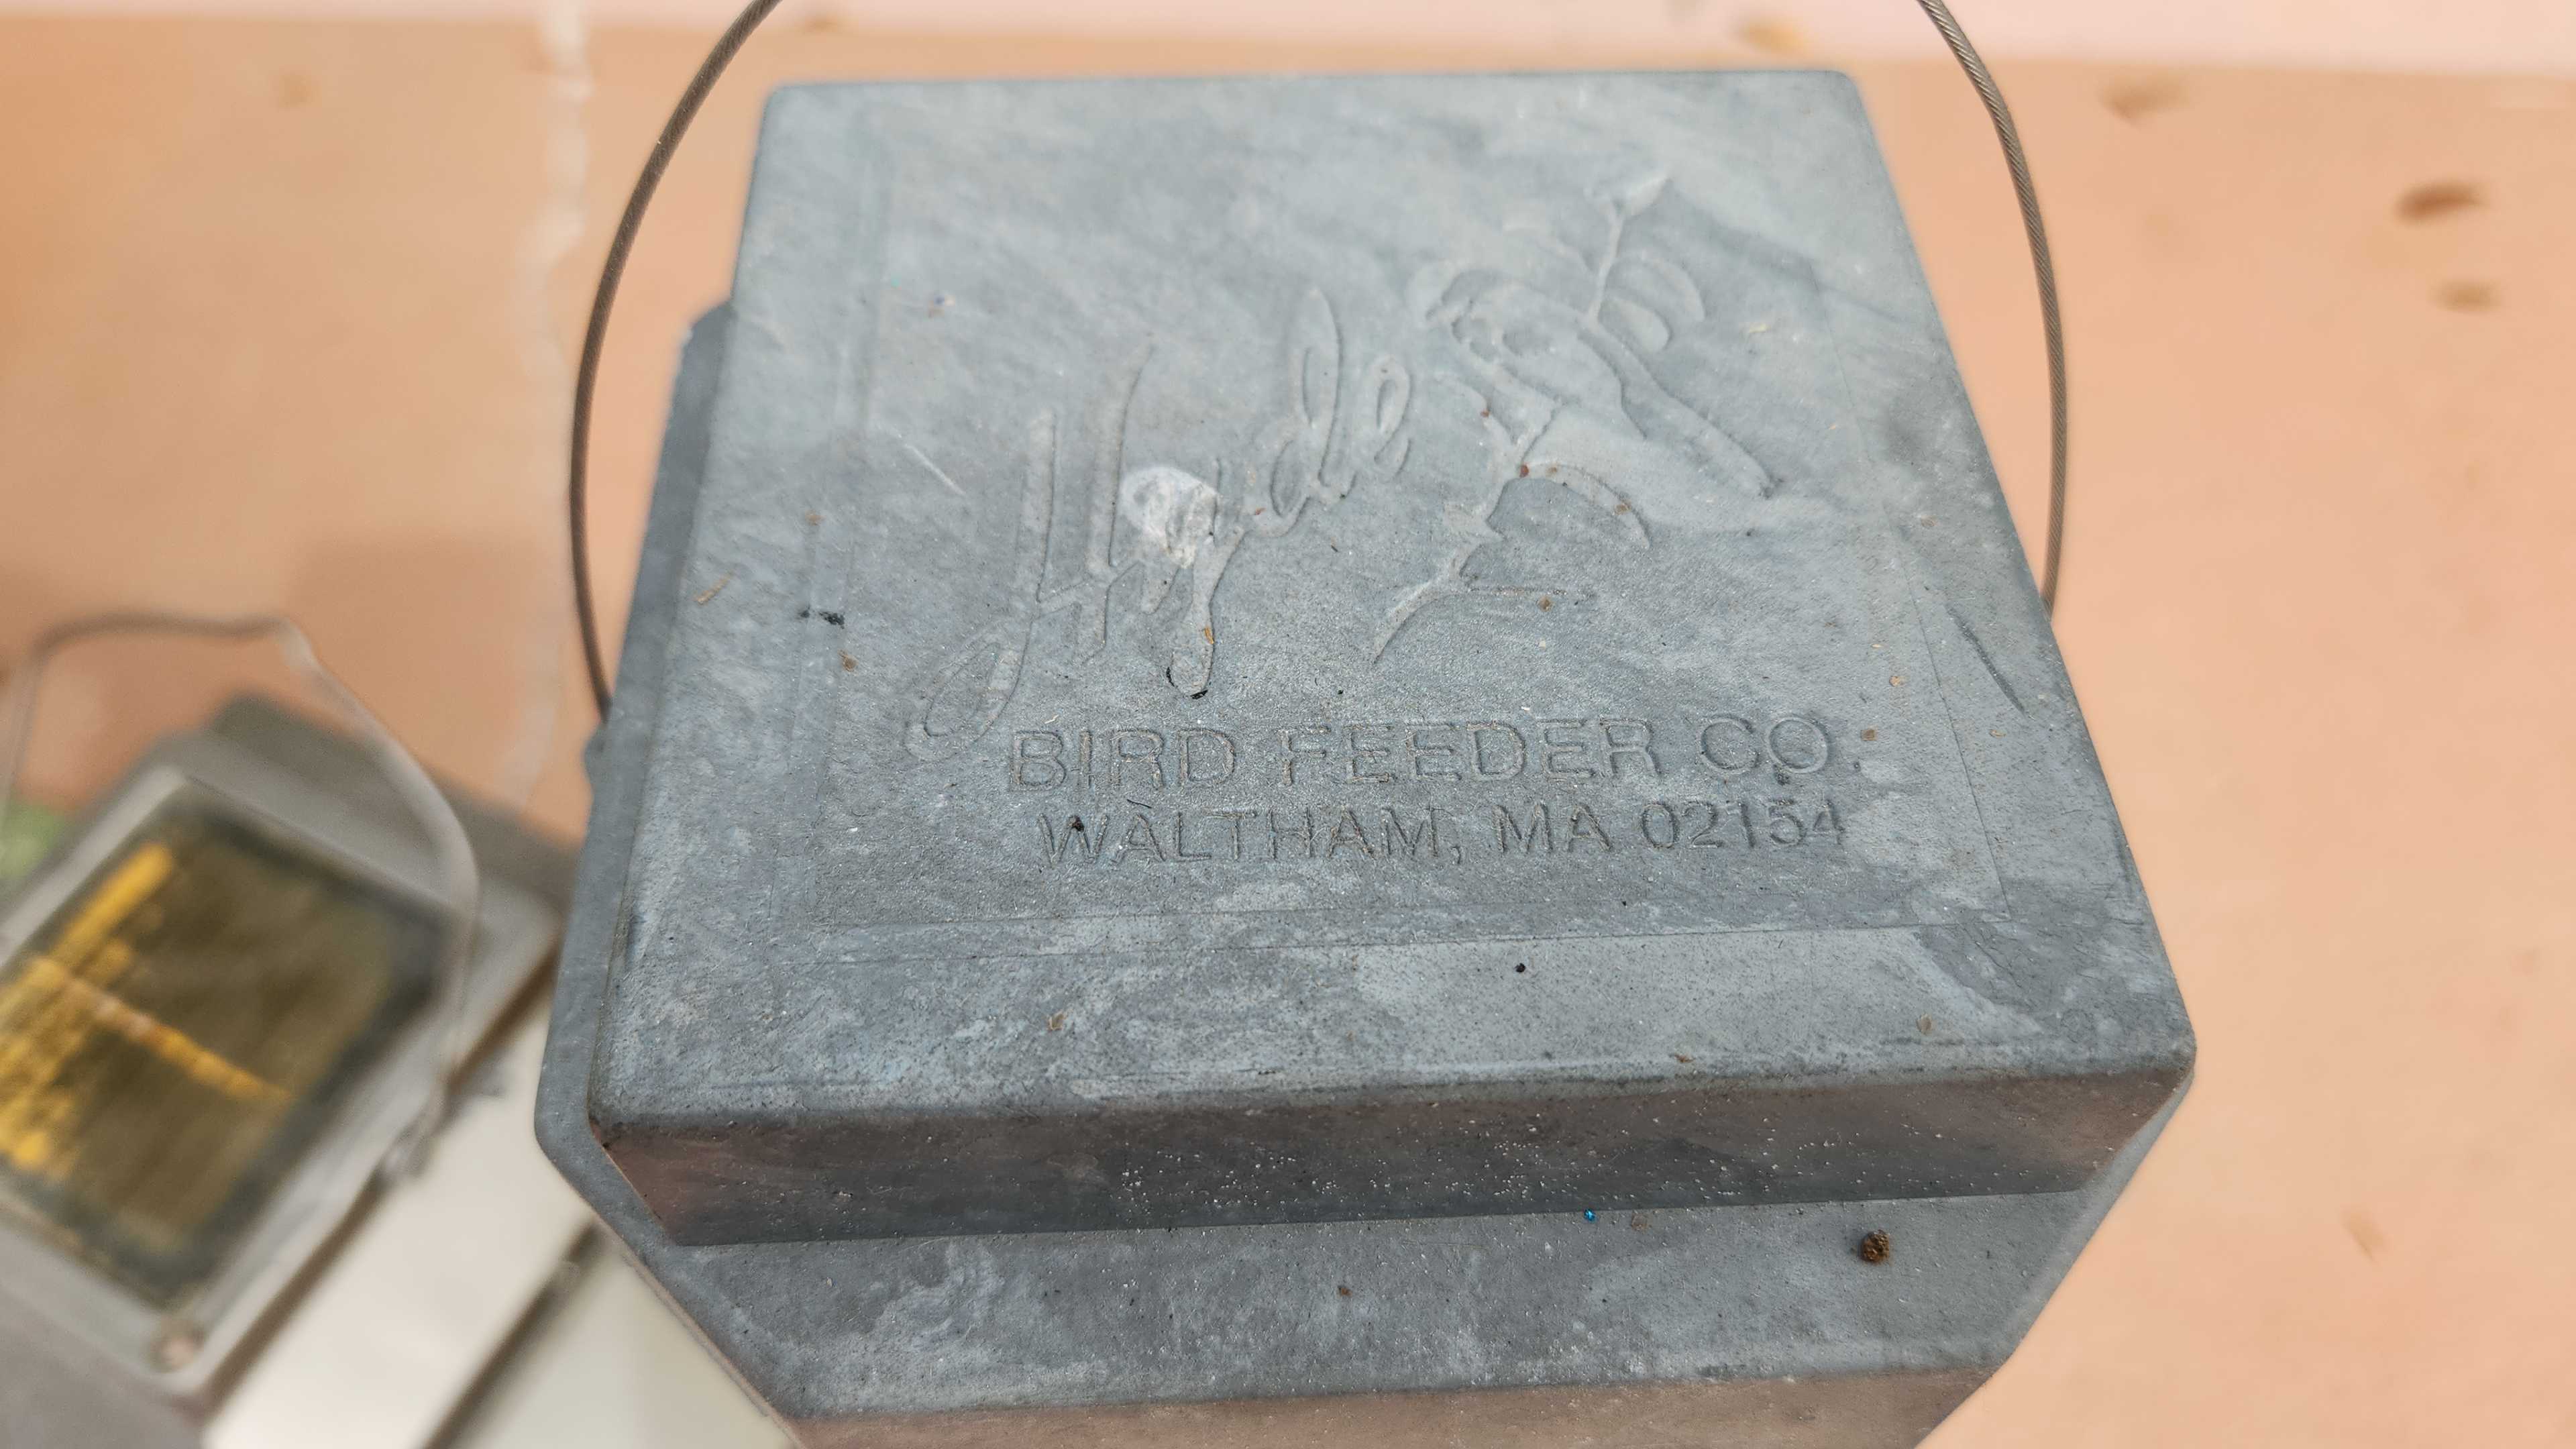 Hyde
BIRD FEEDER CO.
WALTHAM, MA 02154